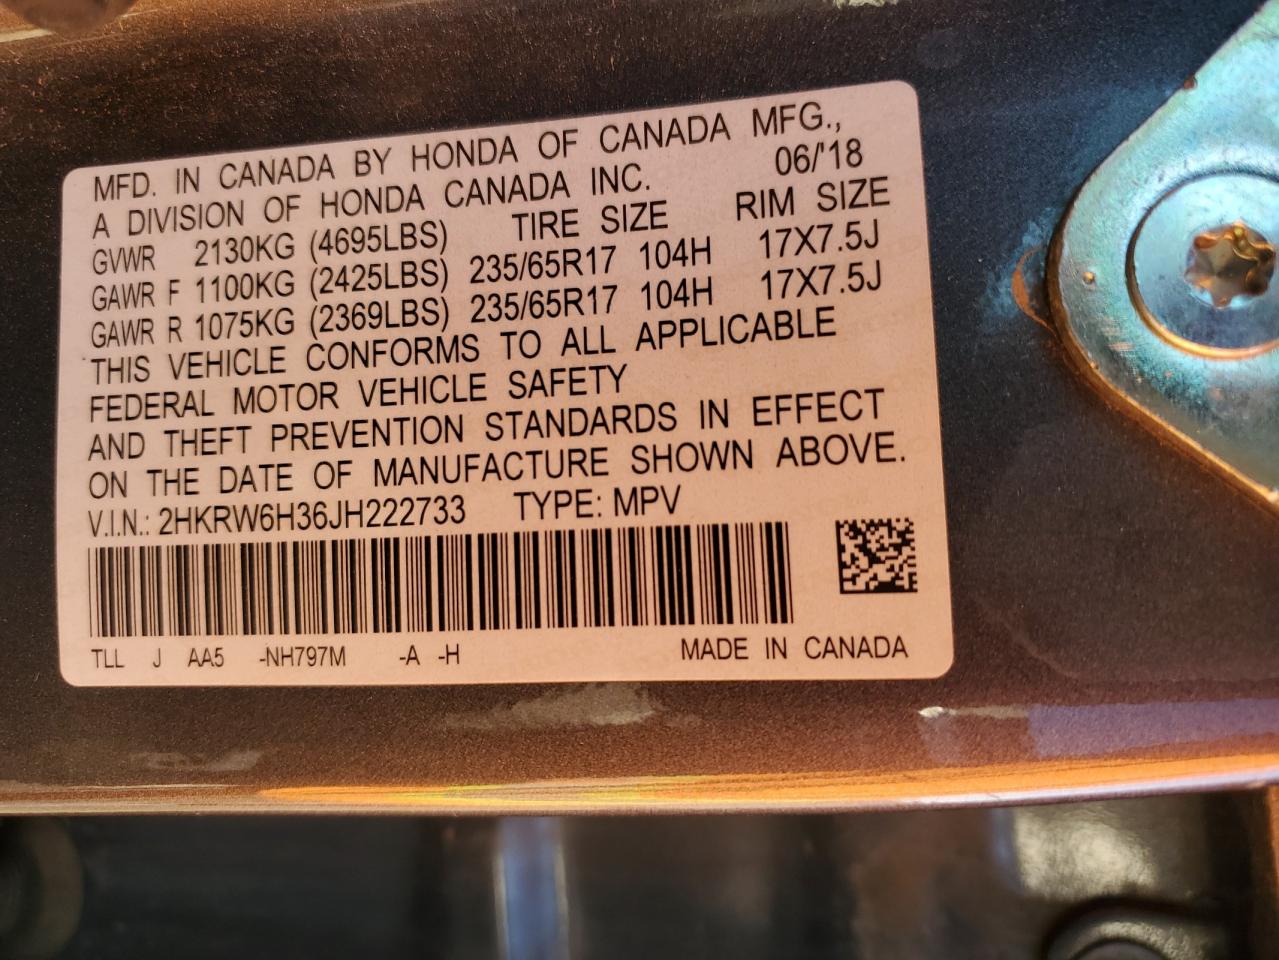 MFD. IN CANADA BY HONDA OF CANADA MFG.,
A DIVISION OF HONDA CANADA INC. 06/'18
GVWR 2130KG (4695LBS) TIRE SIZE RIM SIZE
GAWR F 1100KG (2425LBS) 235/65R17 104H 17X7.5J
GAWR R 1075KG (2369LBS) 235/65R17 104H 17X7.5J
THIS VEHICLE CONFORMS TO ALL APPLICABLE
FEDERAL MOTOR VEHICLE SAFETY
AND THEFT PREVENTION STANDARDS IN EFFECT
ON THE DATE OF MANUFACTURE SHOWN ABOVE.
V.I.N.: 2HKRW6H36JH222733 TYPE: MPV
TLL J AA5 -NH797M -A -H MADE IN CANADA